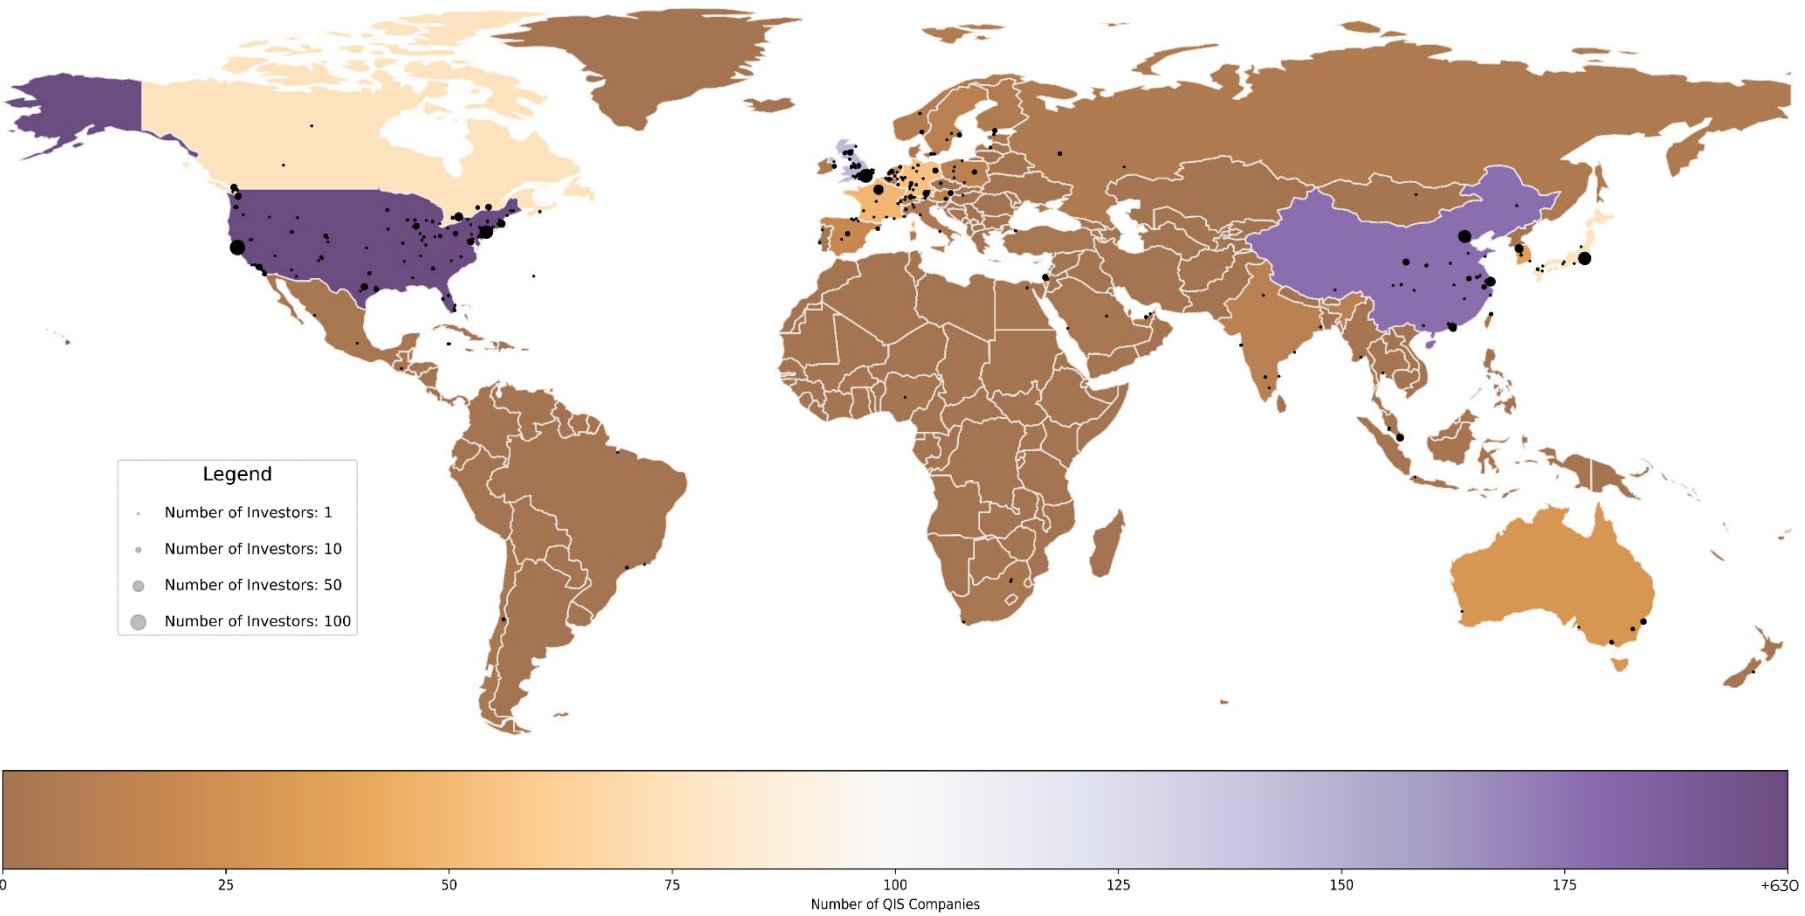 Legend
Number of Investors: 1
Number of Investors: 10
Number of Investors: 50
Number of Investors: 100
0 25 50 75 100 125 150 175 +630
Number of QIS Companies